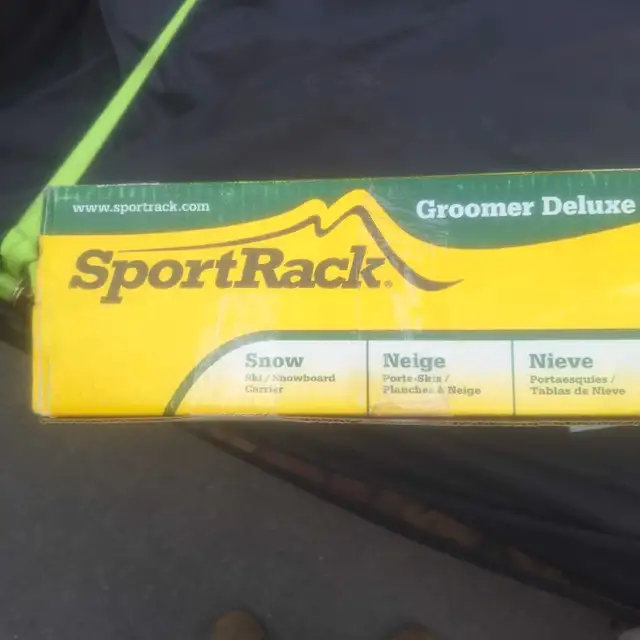 www.sportrack.com
Groomer Deluxe
SportRack®
Snow
Ski / Snowboard
Carrier
Neige
Porte-Skis /
Planches à Neige
Nieve
Portaesquíes /
Tablas de Nieve